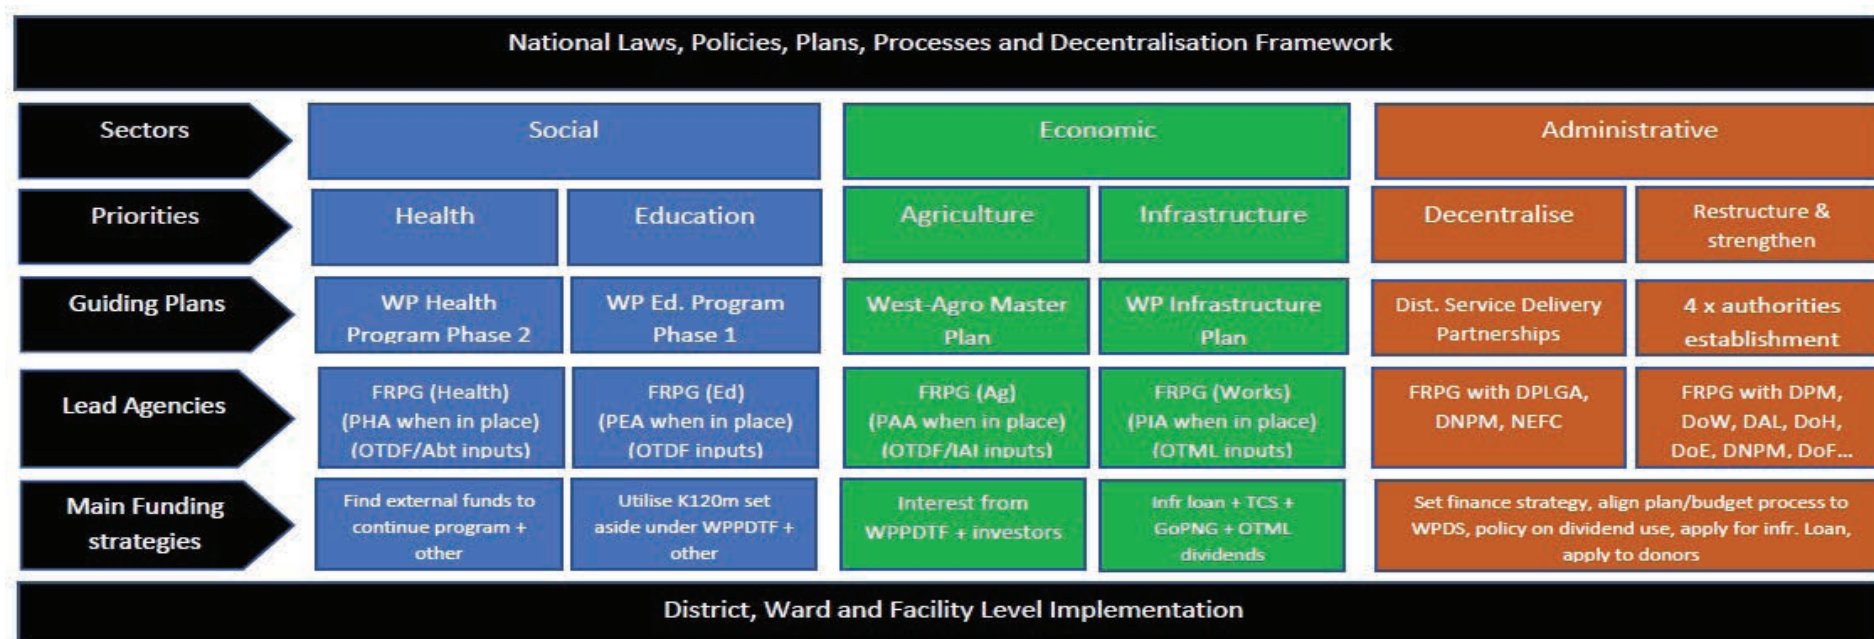 National Laws, Policies, Plans, Processes and Decentralisation Framework
Sectors
Social
Economic
Administrative
Priorities
Health
Education
Agriculture
Infrastructure
Decentralise
Restructure &
strengthen
Guiding Plans
WP Health
Program Phase 2
WP Ed. Program
Phase 1
West-Agro Master
Plan
WP Infrastructure
Plan
Dist. Service Delivery
Partnerships
4 x authorities
establishment
Lead Agencies
FRPG (Health)
(PHA when in place)
(OTDF/Abt inputs)
FRPG (Ed)
(PEA when in place)
(OTDF inputs)
FRPG (Ag)
(PAA when in place)
(OTDF/IAI inputs)
FRPG (Works)
(PIA when in place)
(OTML inputs)
FRPG with DPLGA,
DNPM, NEFC
FRPG with DPM,
DoW, DAL, DoH,
DoE, DNPM, DoF...
Main Funding
strategies
Find external funds to
continue program +
other
Utilise K120m set
aside under WPPDTF +
other
Interest from
WPPDTF + investors
Infr loan + TCS +
GoPNG + OTML
dividends
Set finance strategy, align plan/budget process to
WPDS, policy on dividend use, apply for infr. Loan,
apply to donors
District, Ward and Facility Level Implementation